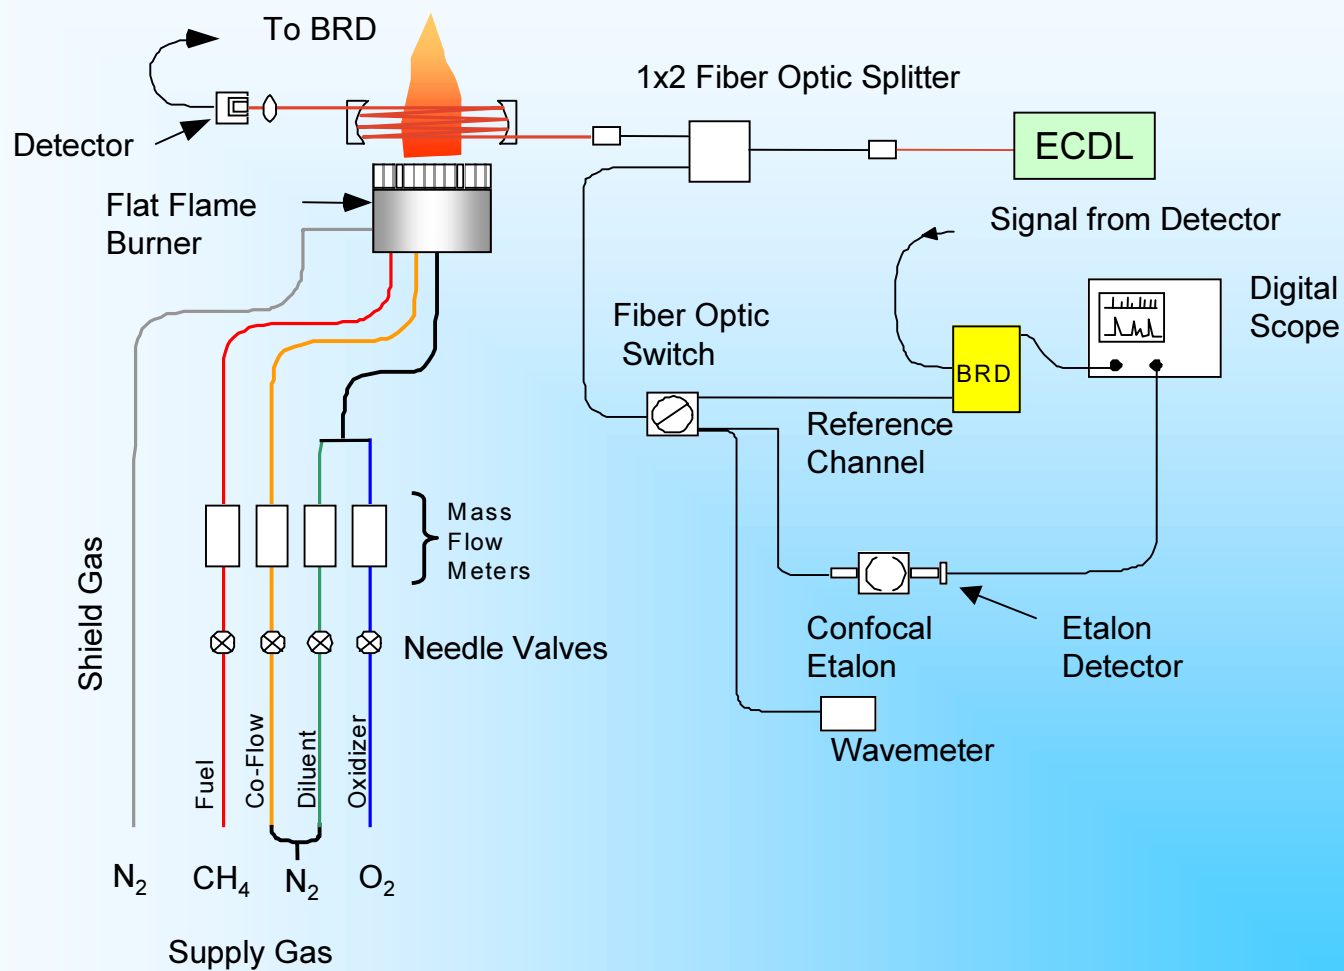 To BRD
1x2 Fiber Optic Splitter
Detector
ECDL
Flat Flame
Burner
Signal from Detector
Digital
Scope
Fiber Optic
Switch
BRD
Reference
Channel
Mass
Flow
Meters
Shield Gas
Needle Valves
Confocal
Etalon
Etalon
Detector
Wavemeter
Fuel
Co-Flow
Diluent
Oxidizer
N2
CH4
N2
O2
Supply Gas